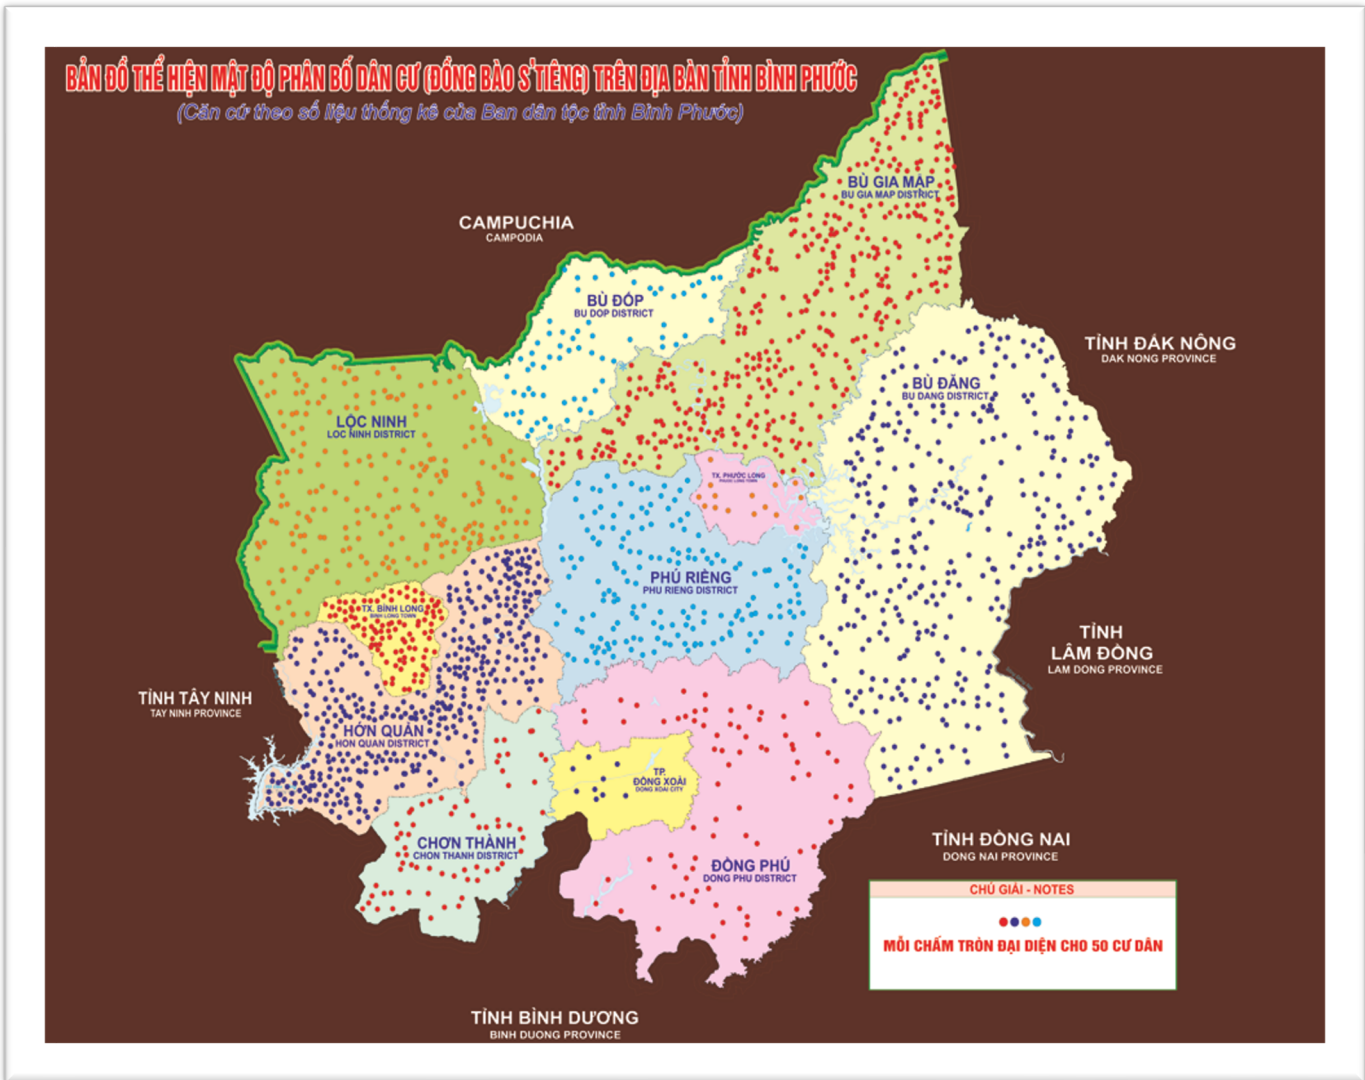 BẢN ĐỒ THỂ HIỆN MẬT ĐỘ PHÂN BỐ DÂN CƯ (ĐỒNG BÀO S'TIÊNG) TRÊN ĐỊA BÀN TỈNH BÌNH PHƯỚC
(Căn cứ theo số liệu thống kê của Ban dân tộc tỉnh Bình Phước)
BÙ GIA MẬP
BU GIA MAP DISTRICT
CAMPUCHIA
CAMPODIA
BÙ ĐỐP
BU DOP DISTRICT
TỈNH ĐẮK NÔNG
DAK NONG PROVINCE
BÙ ĐĂNG
BU DANG DISTRICT
LỘC NINH
LOC NINH DISTRICT
TX. PHƯỚC LONG
PHUOC LONG TOWN
PHÚ RIỀNG
PHU RIENG DISTRICT
TX. BÌNH LONG
BINH LONG TOWN
TỈNH
LÂM ĐỒNG
LAM DONG PROVINCE
TỈNH TÂY NINH
TAY NINH PROVINCE
HỚN QUẢN
HON QUAN DISTRICT
TP.
ĐỒNG XOÀI
DONG XOAI CITY
CHƠN THÀNH
CHON THANH DISTRICT
ĐỒNG PHÚ
DONG PHU DISTRICT
TỈNH ĐỒNG NAI
DONG NAI PROVINCE
CHÚ GIẢI - NOTES
MỖI CHẤM TRÒN ĐẠI DIỆN CHO 50 CƯ DÂN
TỈNH BÌNH DƯƠNG
BINH DUONG PROVINCE